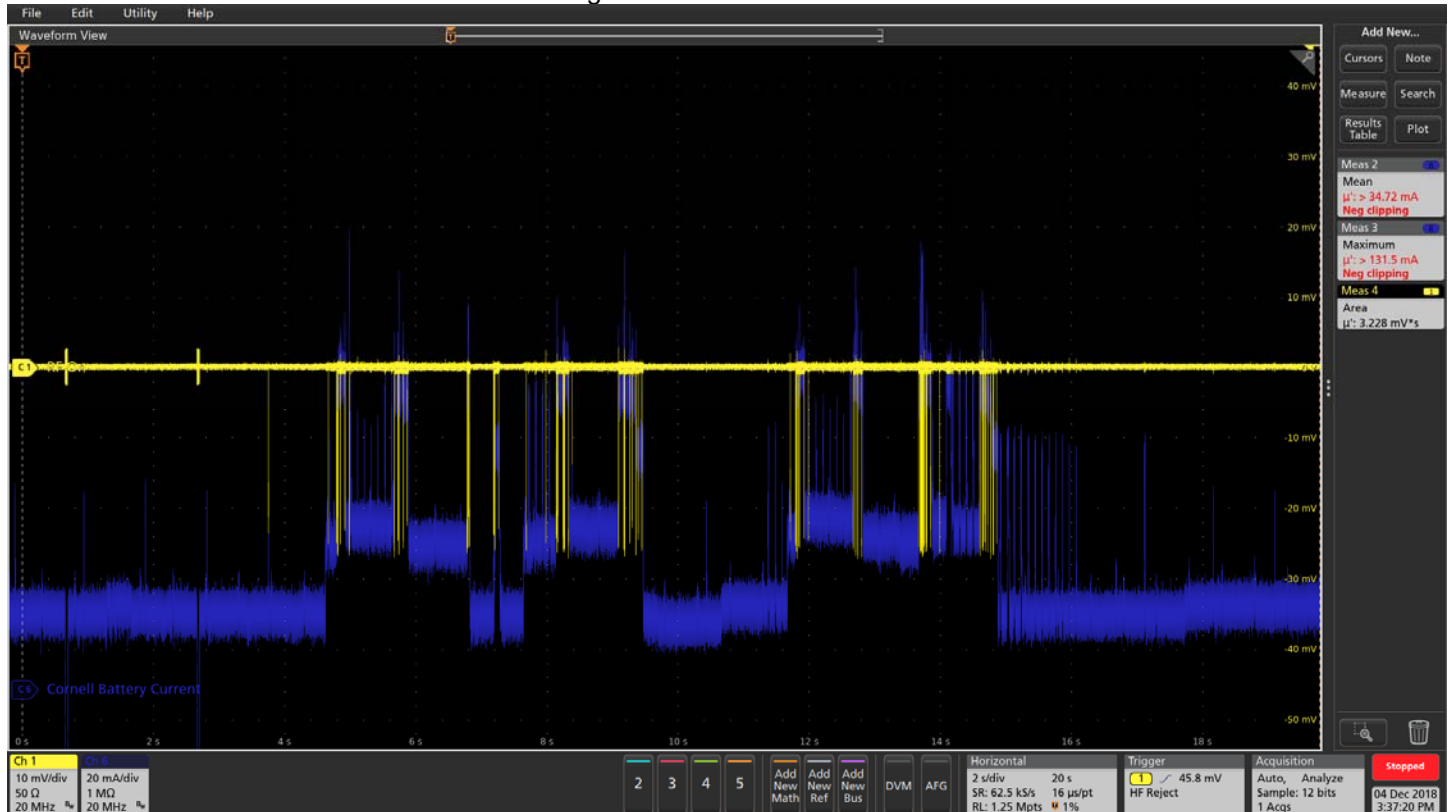 File Edit Utility Help
Waveform View
T
T
40 mV
30 mV
20 mV
10 mV
-10 mV
-20 mV
-30 mV
-40 mV
-50 mV
C1
C6 Cornell Battery Current
0 s 2 s 4 s 6 s 8 s 10 s 12 s 14 s 16 s 18 s
Add New...
Cursors Note
Measure Search
Results Table Plot
Meas 2 6
Mean
µ': > 34.72 mA
Neg clipping
Meas 3 6
Maximum
µ': > 131.5 mA
Neg clipping
Meas 4 1
Area
µ': 3.228 mV*s
Ch 1
10 mV/div
50 Ω
20 MHz
Ch 6
20 mA/div
1 MΩ
20 MHz
2 3 4 5
Add New Math
Add New Ref
Add New Bus
DVM AFG
Horizontal
2 s/div 20 s
SR: 62.5 kS/s 16 µs/pt
RL: 1.25 Mpts 1%
Trigger
1 45.8 mV
HF Reject
Acquisition
Auto, Analyze
Sample: 12 bits
1 Acqs
Stopped
04 Dec 2018
3:37:20 PM